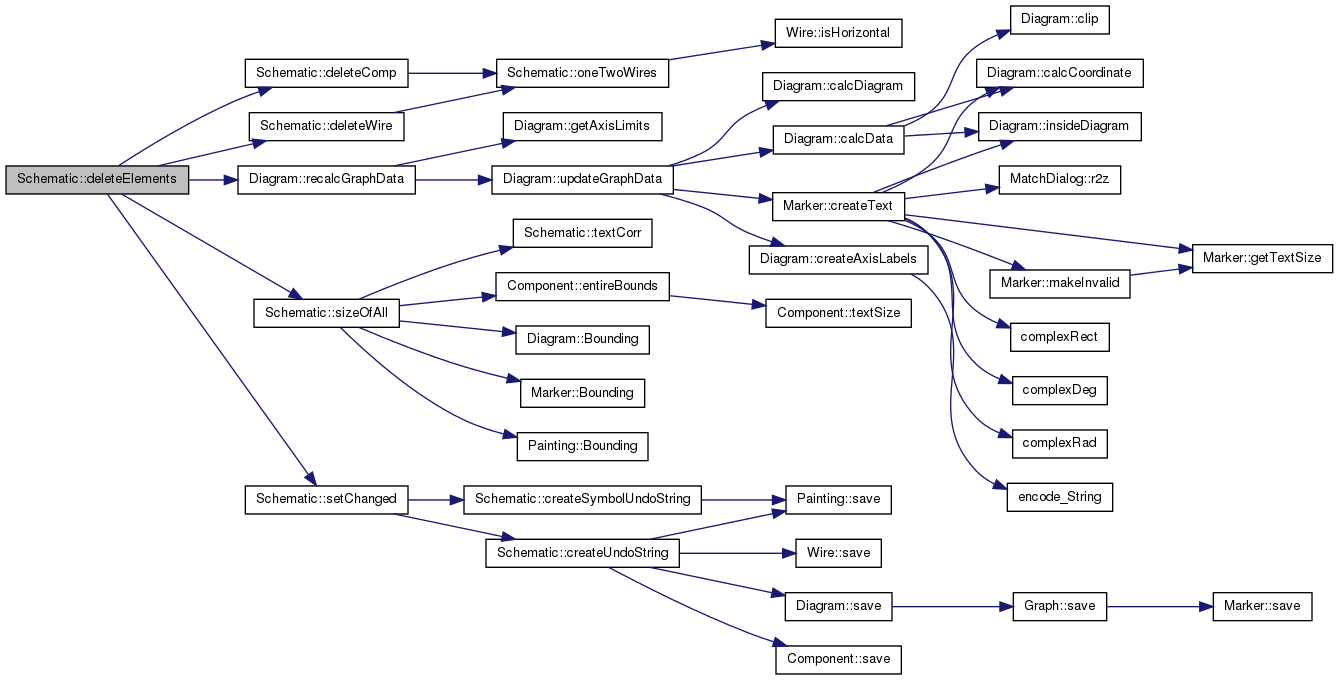 Schematic::deleteElements
Schematic::deleteComp
Schematic::deleteWire
Diagram::recalcGraphData
Schematic::sizeOfAll
Schematic::setChanged
Schematic::oneTwoWires
Diagram::getAxisLimits
Diagram::updateGraphData
Schematic::textCorr
Component::entireBounds
Diagram::Bounding
Marker::Bounding
Painting::Bounding
Schematic::createSymbolUndoString
Schematic::createUndoString
Wire::isHorizontal
Diagram::calcDiagram
Diagram::calcData
Marker::createText
Diagram::createAxisLabels
Component::textSize
Painting::save
Wire::save
Diagram::save
Component::save
Diagram::clip
Diagram::calcCoordinate
Diagram::insideDiagram
MatchDialog::r2z
Marker::makeInvalid
complexRect
complexDeg
complexRad
encode_String
Graph::save
Marker::getTextSize
Marker::save